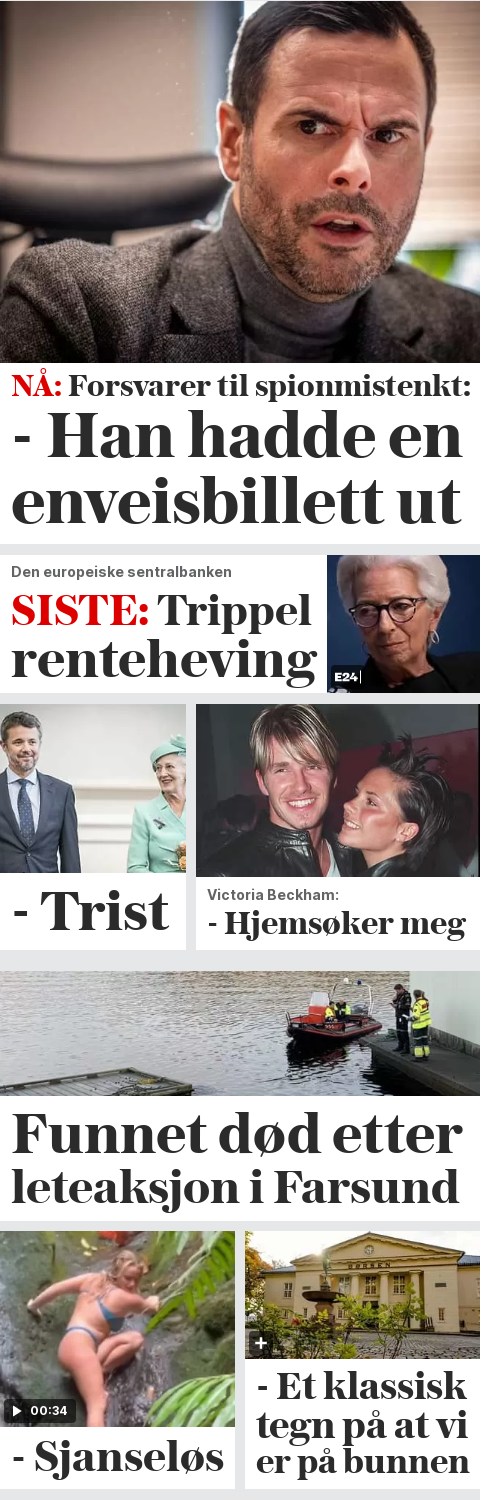 NÅ: Forsvarer til spionmistenkt:
- Han hadde en
enveisbillett ut
Den europeiske sentralbanken
SISTE: Trippel
renteheving
E24
- Trist
Victoria Beckham:
- Hjemsøker meg
Funnet død etter
leteaksjon i Farsund
00:34
- Sjanseløs
BØRSEN
- Et klassisk
tegn på at vi
er på bunnen